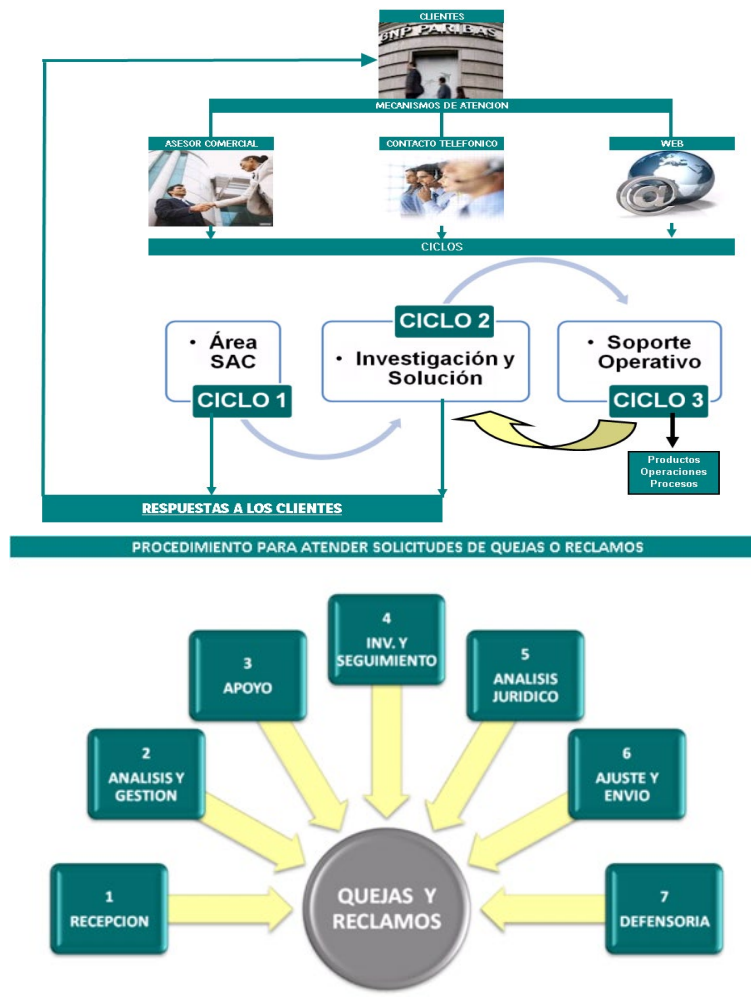 CLIENTES
BNP PARIBAS
MECANISMOS DE ATENCION
ASESOR COMERCIAL
CONTACTO TELEFONICO
WEB
@
CICLOS
CICLO 2
• Área
SAC
• Investigación y
Solución
• Soporte
Operativo
CICLO 1
CICLO 3
Productos
Operaciones
Procesos
RESPUESTAS A LOS CLIENTES
PROCEDIMIENTO PARA ATENDER SOLICITUDES DE QUEJAS O RECLAMOS
4
INV. Y
SEGUIMIENTO
3
APOYO
5
ANALISIS
JURIDICO
2
ANALISIS Y
GESTION
6
AJUSTE Y
ENVIO
1
RECEPCION
QUEJAS Y
RECLAMOS
7
DEFENSORIA